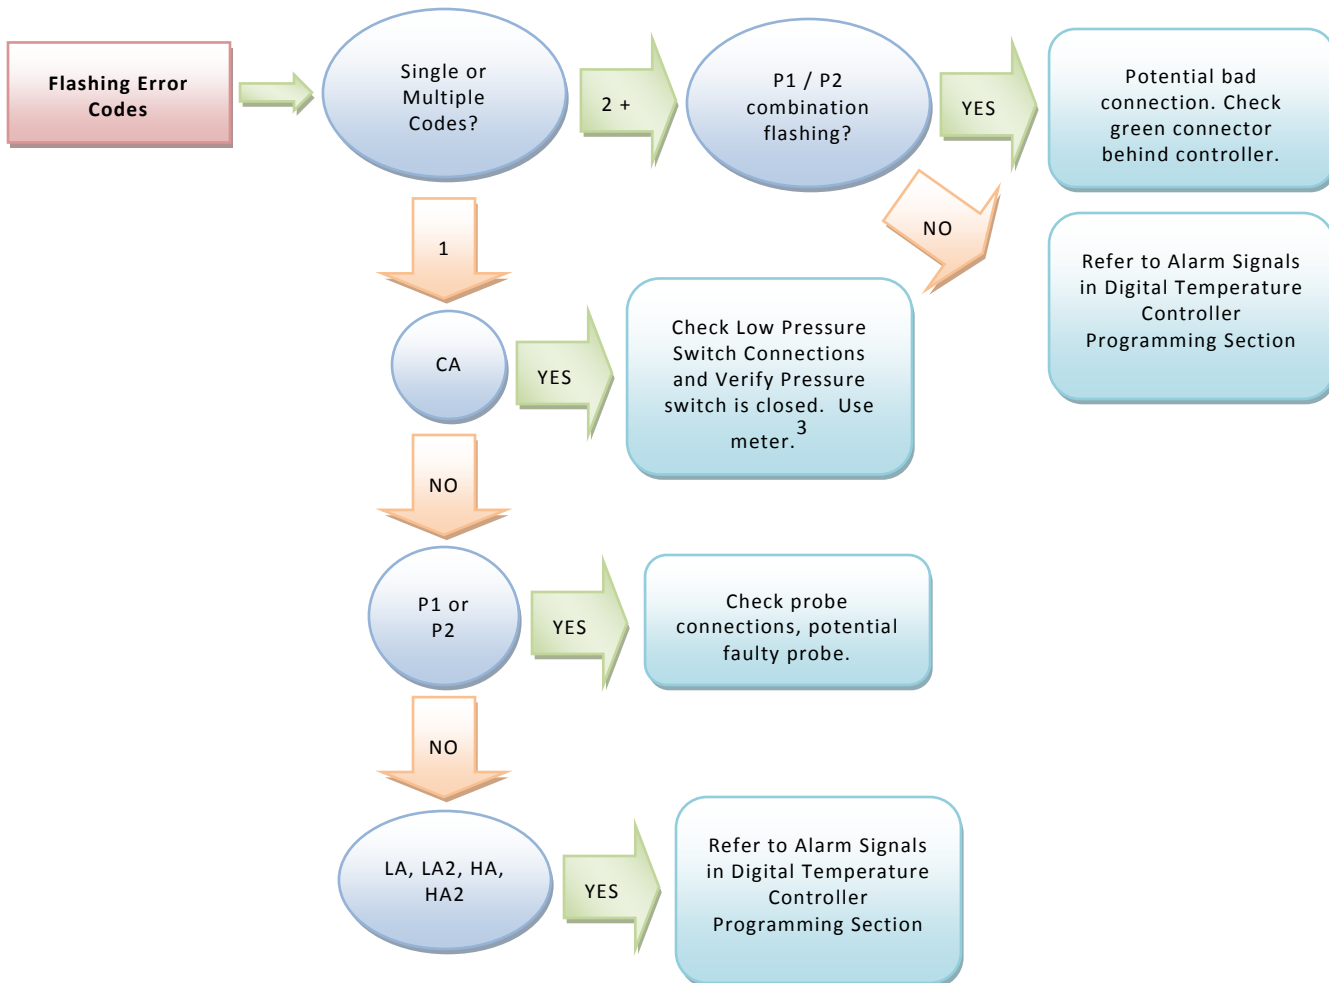 Flashing Error
Codes
Single or
Multiple
Codes?
2 +
P1 / P2
combination
flashing?
YES
Potential bad
connection. Check
green connector
behind controller.
NO
Refer to Alarm Signals
in Digital Temperature
Controller
Programming Section
1
CA
YES
Check Low Pressure
Switch Connections
and Verify Pressure
switch is closed. Use
meter.3
NO
P1 or
P2
YES
Check probe
connections, potential
faulty probe.
NO
LA, LA2, HA,
HA2
YES
Refer to Alarm Signals
in Digital Temperature
Controller
Programming Section